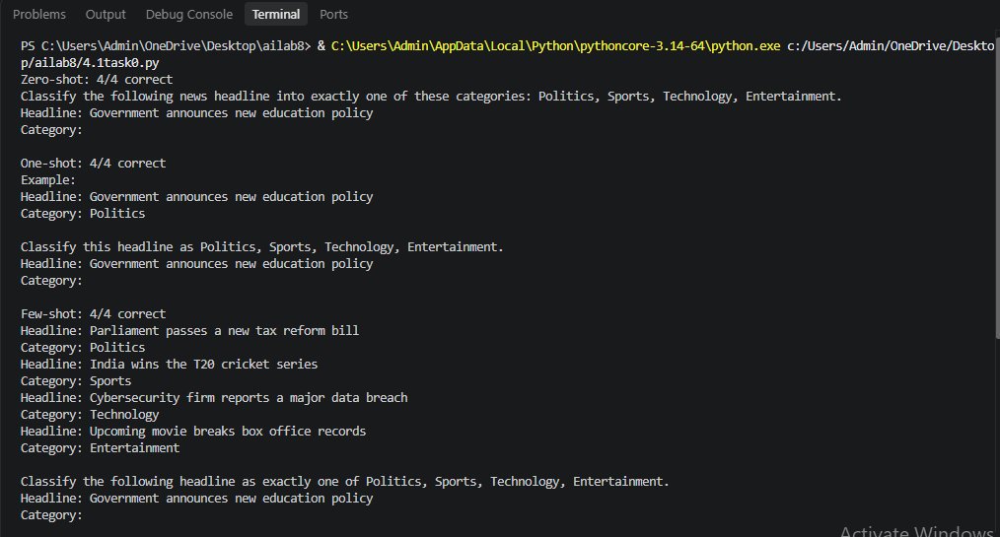 Problems Output Debug Console Terminal Ports
PS C:\Users\Admin\OneDrive\Desktop\ailab8> & C:\Users\Admin\AppData\Local\Python\pythoncore-3.14-64\python.exe c:/Users/Admin/OneDrive/Deskto
p/ailab8/4.1task0.py
Zero-shot: 4/4 correct
Classify the following news headline into exactly one of these categories: Politics, Sports, Technology, Entertainment.
Headline: Government announces new education policy
Category:
One-shot: 4/4 correct
Example:
Headline: Government announces new education policy
Category: Politics
Classify this headline as Politics, Sports, Technology, Entertainment.
Headline: Government announces new education policy
Category:
Few-shot: 4/4 correct
Headline: Parliament passes a new tax reform bill
Category: Politics
Headline: India wins the T20 cricket series
Category: Sports
Headline: Cybersecurity firm reports a major data breach
Category: Technology
Headline: Upcoming movie breaks box office records
Category: Entertainment
Classify the following headline as exactly one of Politics, Sports, Technology, Entertainment.
Headline: Government announces new education policy
Category:
Activate Windows